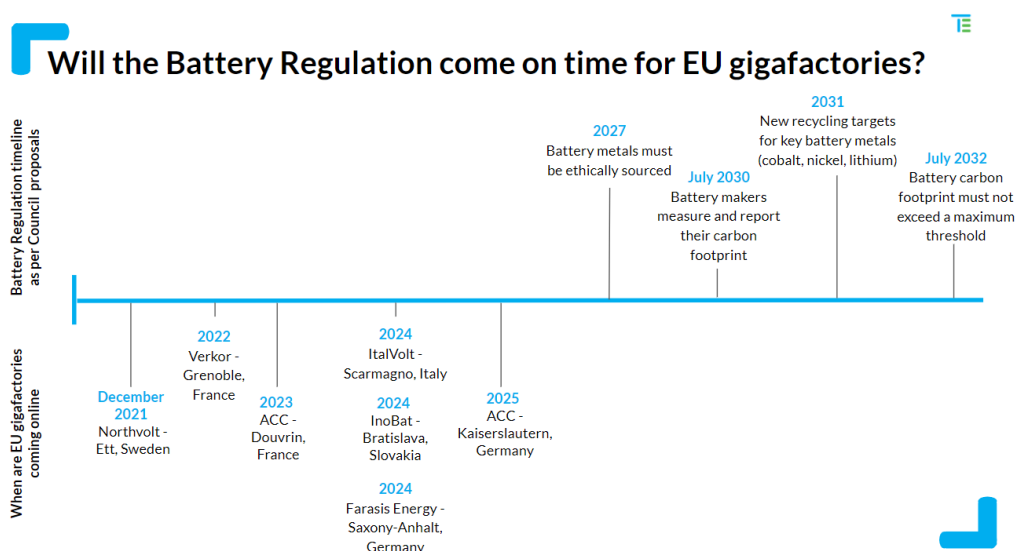 TE
Will the Battery Regulation come on time for EU gigafactories?
Battery Regulation timeline
as per Council proposals
2027
Battery metals must
be ethically sourced
July 2030
Battery makers
measure and report
their carbon
footprint
2031
New recycling targets
for key battery metals
(cobalt, nickel, lithium)
July 2032
Battery carbon
footprint must not
exceed a maximum
threshold
When are EU gigafactories
coming online
December
2021
Northvolt -
Ett, Sweden
2022
Verkor -
Grenoble,
France
2023
ACC -
Douvrin,
France
2024
ItalVolt -
Scarmagno, Italy
2024
InoBat -
Bratislava,
Slovakia
2024
Farasis Energy -
Saxony-Anhalt,
Germany
2025
ACC -
Kaiserslautern,
Germany